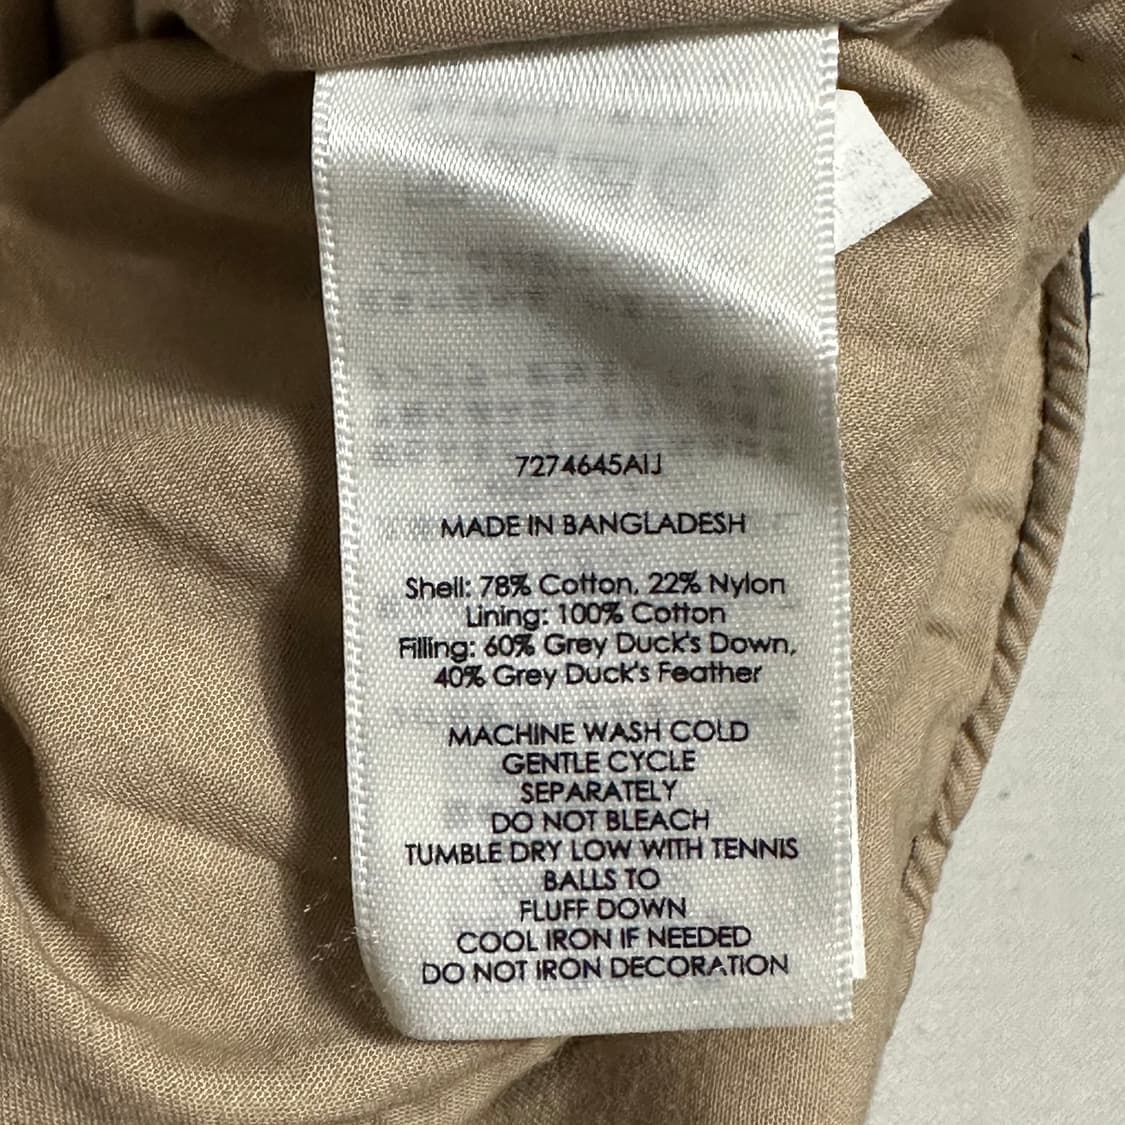 7274645AIJ
MADE IN BANGLADESH
Shell: 78% Cotton, 22% Nylon
Lining: 100% Cotton
Filling: 60% Grey Duck's Down,
40% Grey Duck's Feather
MACHINE WASH COLD
GENTLE CYCLE
SEPARATELY
DO NOT BLEACH
TUMBLE DRY LOW WITH TENNIS
BALLS TO
FLUFF DOWN
COOL IRON IF NEEDED
DO NOT IRON DECORATION